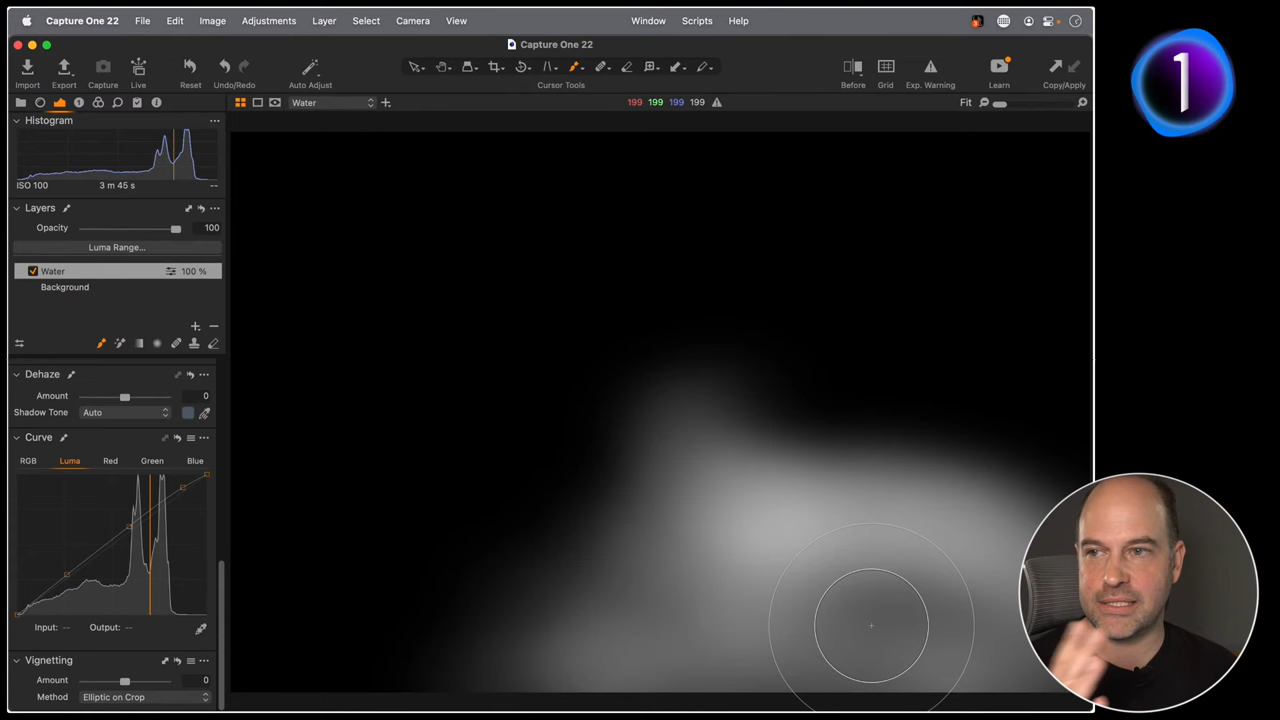 Capture One 22 File Edit Image Adjustments Layer Select Camera View Window Scripts Help
Capture One 22
Import Export Capture Live Reset Undo/Redo Auto Adjust Cursor Tools Before Grid Exp. Warning Learn Copy/Apply
Water 199 199 199 199 Fit
Histogram
ISO 100 3 m 45 s --
Layers
Opacity 100
Luma Range...
Water 100 %
Background
Dehaze
Amount 0
Shadow Tone Auto
Curve
RGB Luma Red Green Blue
Input: -- Output: --
Vignetting
Amount 0
Method Elliptic on Crop
1